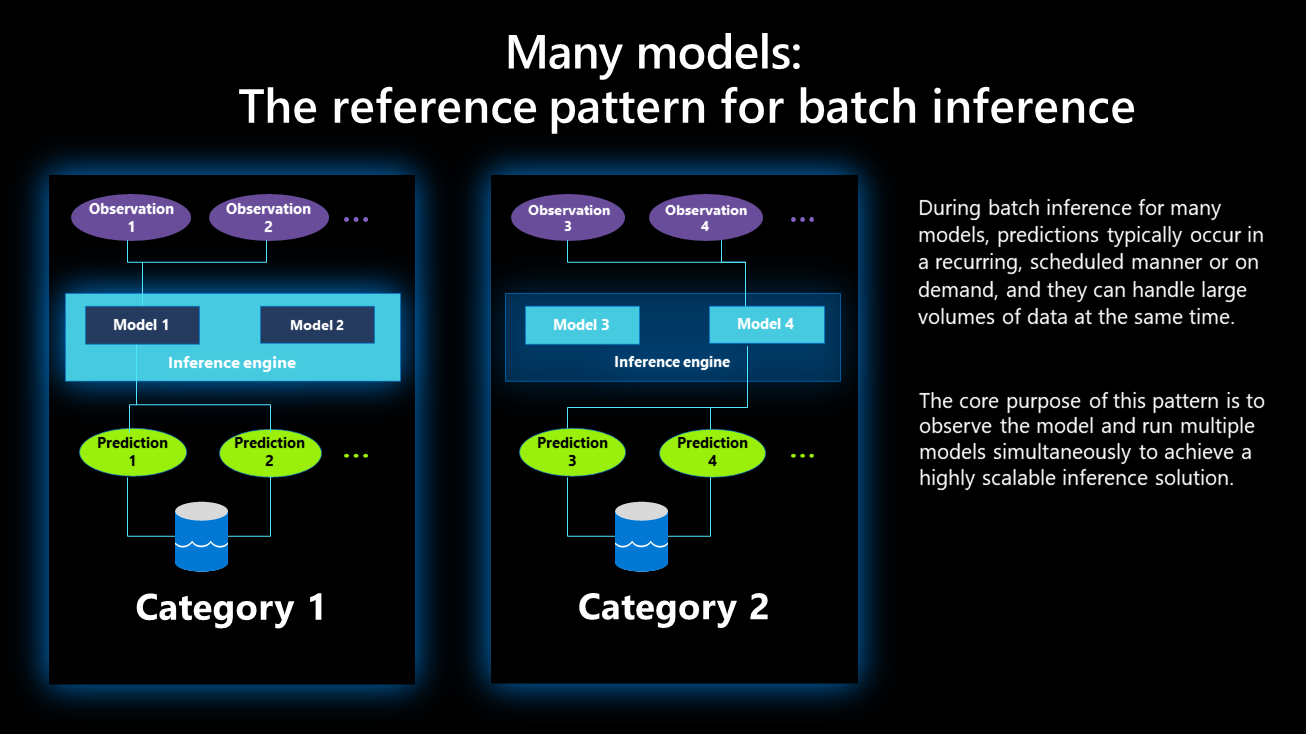 Many models:
The reference pattern for batch inference
Observation
1
Observation
2
...
Model 1
Model 2
Inference engine
Prediction
1
Prediction
2
...
Category 1
Observation
3
Observation
4
...
Model 3
Model 4
Inference engine
Prediction
3
Prediction
4
...
Category 2
During batch inference for many
models, predictions typically occur in
a recurring, scheduled manner or on
demand, and they can handle large
volumes of data at the same time.
The core purpose of this pattern is to
observe the model and run multiple
models simultaneously to achieve a
highly scalable inference solution.